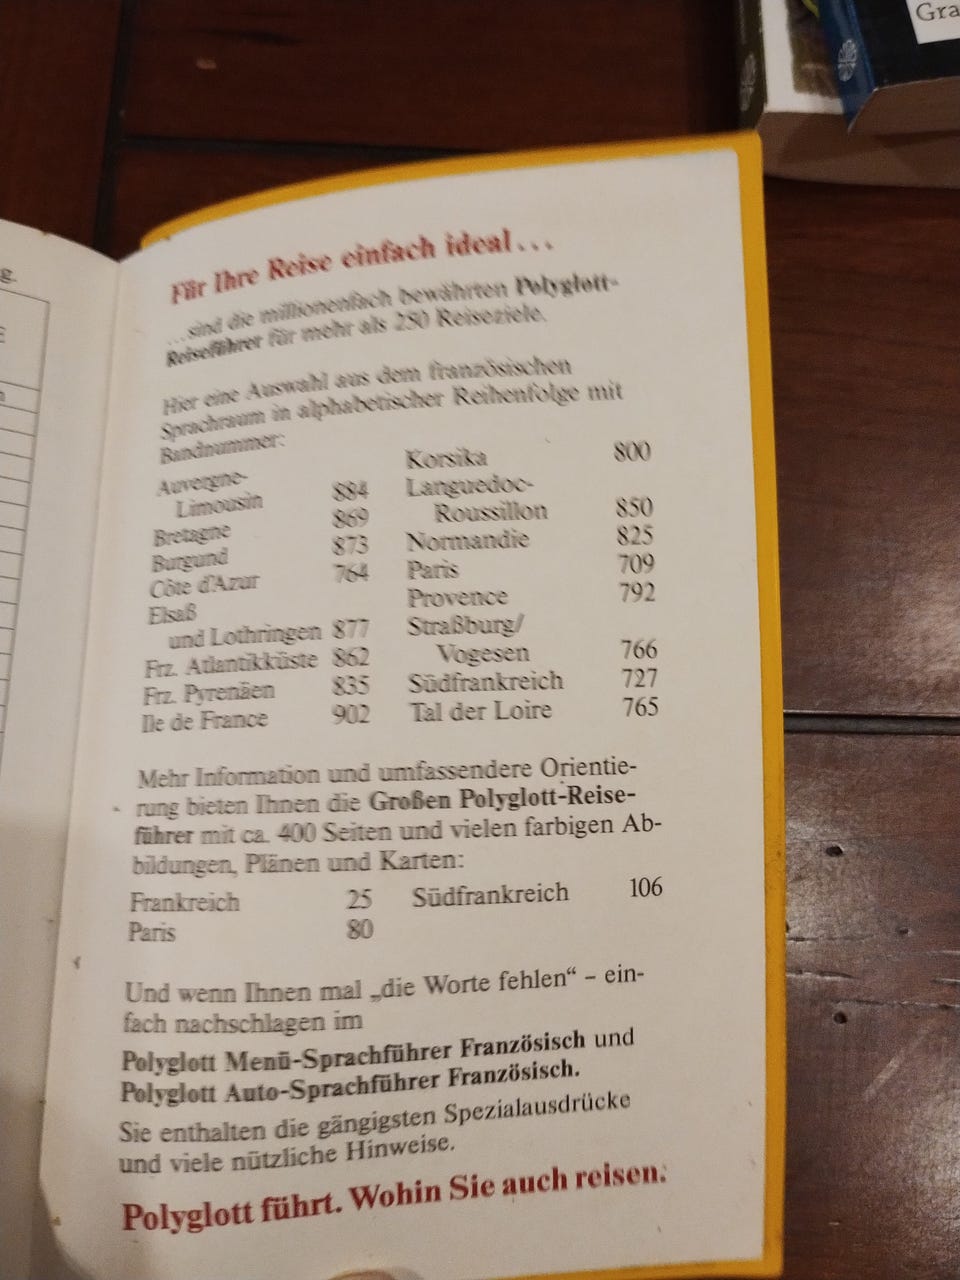 Gra
g.
Für Ihre Reise einfach ideal...
...sind die millionenfach bewährten Polyglott-
Reiseführer für mehr als 250 Reiseziele.
Hier eine Auswahl aus dem französischen
Sprachraum in alphabetischer Reihenfolge mit
Bandnummer:
Auvergne-
Limousin 884
Bretagne 869
Burgund 873
Côte d'Azur 764
Elsaß
und Lothringen 877
Frz. Atlantikküste 862
Frz. Pyrenäen 835
Ile de France 902
Korsika 800
Languedoc-
Roussillon 850
Normandie 825
Paris 709
Provence 792
Straßburg/
Vogesen 766
Südfrankreich 727
Tal der Loire 765
Mehr Information und umfassendere Orientie-
rung bieten Ihnen die Großen Polyglott-Reise-
führer mit ca. 400 Seiten und vielen farbigen Ab-
bildungen, Plänen und Karten:
Frankreich 25 Südfrankreich 106
Paris 80
Und wenn Ihnen mal „die Worte fehlen“ – ein-
fach nachschlagen im
Polyglott Menü-Sprachführer Französisch und
Polyglott Auto-Sprachführer Französisch.
Sie enthalten die gängigsten Spezialausdrücke
und viele nützliche Hinweise.
Polyglott führt. Wohin Sie auch reisen.